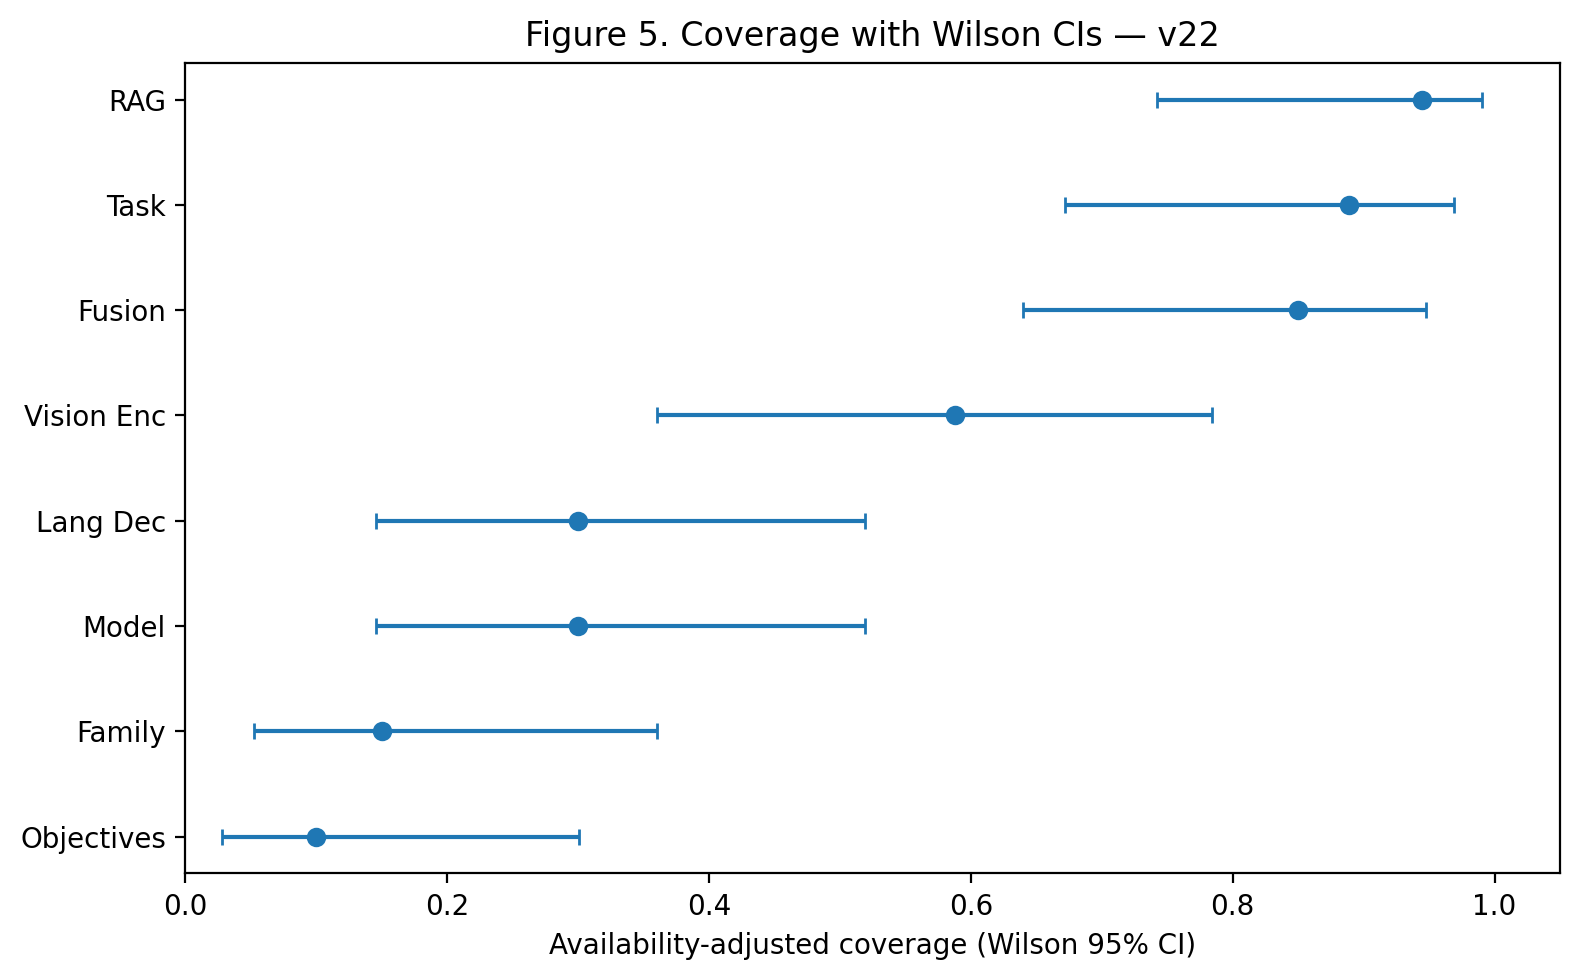 Figure 5. Coverage with Wilson CIs — v22
RAG
Task
Fusion
Vision Enc
Lang Dec
Model
Family
Objectives
0.0 0.2 0.4 0.6 0.8 1.0
Availability-adjusted coverage (Wilson 95% CI)